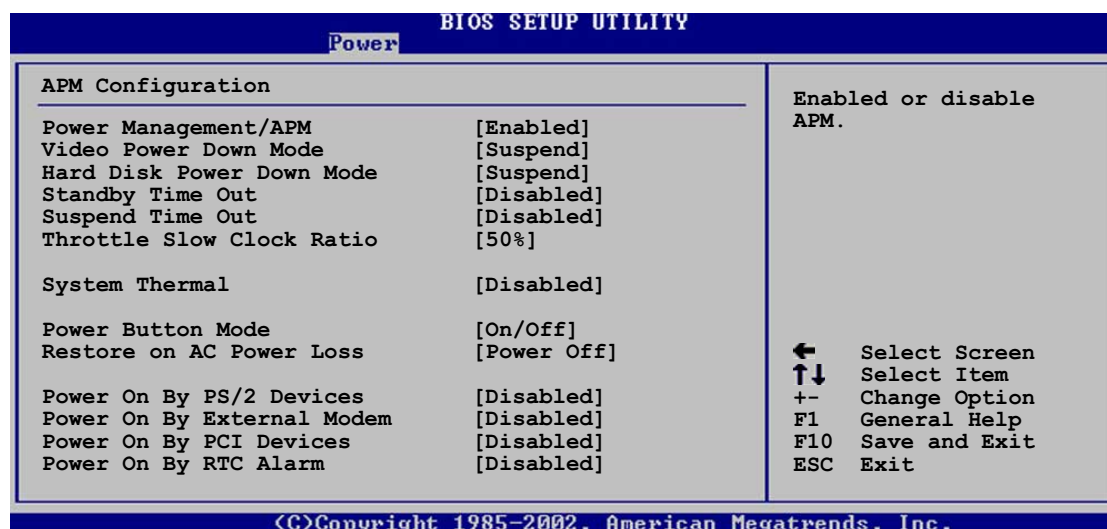 BIOS SETUP UTILITY
Power
APM Configuration
Power Management/APM [Enabled]
Video Power Down Mode [Suspend]
Hard Disk Power Down Mode [Suspend]
Standby Time Out [Disabled]
Suspend Time Out [Disabled]
Throttle Slow Clock Ratio [50%]
System Thermal [Disabled]
Power Button Mode [On/Off]
Restore on AC Power Loss [Power Off]
Power On By PS/2 Devices [Disabled]
Power On By External Modem [Disabled]
Power On By PCI Devices [Disabled]
Power On By RTC Alarm [Disabled]
Enabled or disable
APM.
← Select Screen
↑↓ Select Item
+- Change Option
F1 General Help
F10 Save and Exit
ESC Exit
(C)Copyright 1985-2002, American Megatrends, Inc.